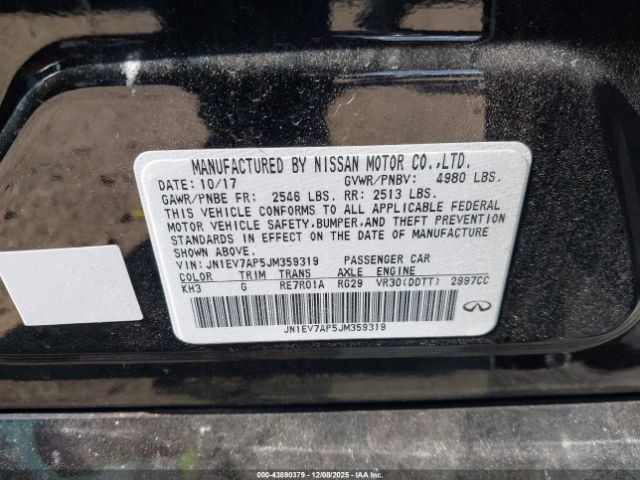 MANUFACTURED BY NISSAN MOTOR CO.,LTD.
DATE: 10/17 GVWR/PNBV: 4980 LBS.
GAWR/PNBE FR: 2546 LBS. RR: 2513 LBS.
THIS VEHICLE CONFORMS TO ALL APPLICABLE FEDERAL
MOTOR VEHICLE SAFETY,BUMPER,AND THEFT PREVENTION
STANDARDS IN EFFECT ON THE DATE OF MANUFACTURE
SHOWN ABOVE.
VIN: JN1EV7AP5JM359319 PASSENGER CAR
COLOR TRIM TRANS AXLE ENGINE
KH3 G RE7R01A RG29 VR30(DDTT) 2997CC
JN1EV7AP5JM359319
INFINITI
© IAA - 43890379 - 12/08/2025 - IAAI.COM